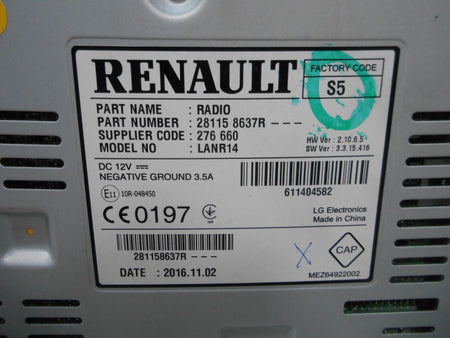 RENAULT
FACTORY CODE
S5
PART NAME : RADIO
PART NUMBER : 28115 8637R - - -
SUPPLIER CODE : 276 660
MODEL NO : LANR14
HW Ver : 2.10.6.5
SW Ver : 3.3.15.416
DC 12V
NEGATIVE GROUND 3.5A
611404582
E11 10R-048450
CE0197
LG Electronics
Made in China
281158637R - - -
DATE : 2016.11.02
X
CAP
MEZ64922002